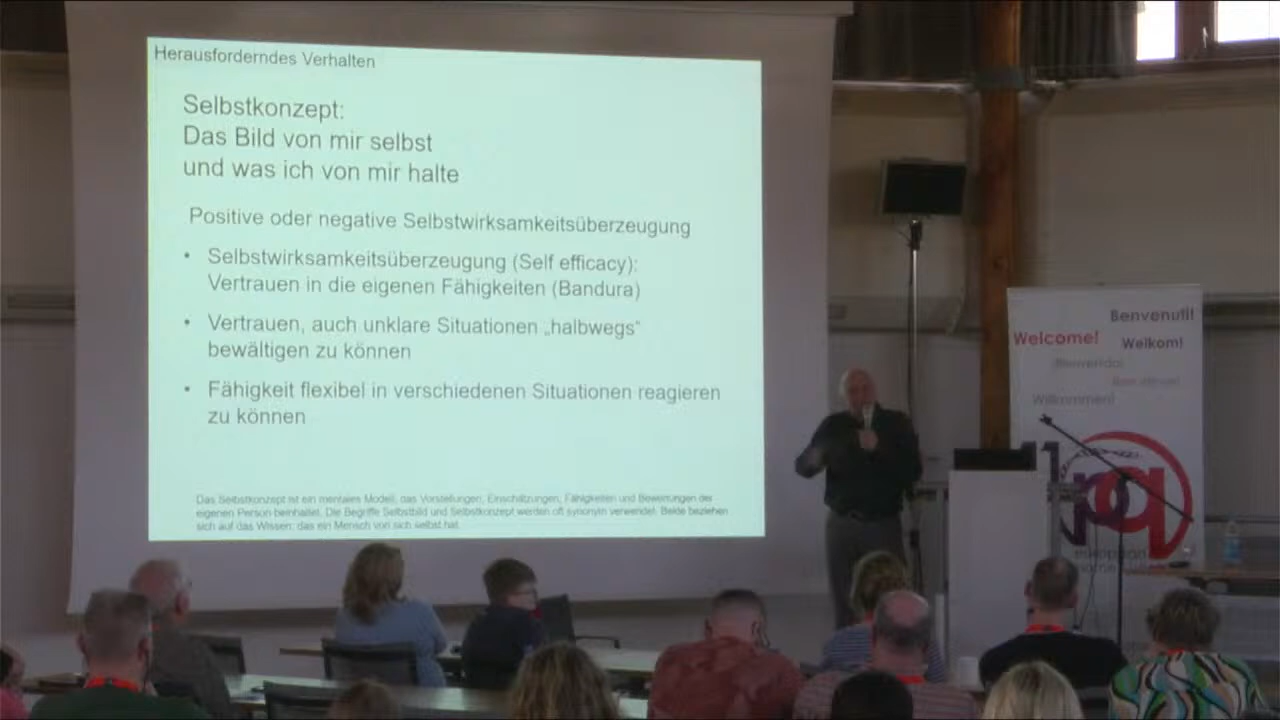 Herausforderndes Verhalten
Selbstkonzept:
Das Bild von mir selbst
und was ich von mir halte
Positive oder negative Selbstwirksamkeitsüberzeugung
• Selbstwirksamkeitsüberzeugung (Self efficacy):
Vertrauen in die eigenen Fähigkeiten (Bandura)
• Vertrauen, auch unklare Situationen „halbwegs“
bewältigen zu können
• Fähigkeit flexibel in verschiedenen Situationen reagieren
zu können
Das Selbstkonzept ist ein mentales Modell, das Vorstellungen, Einschätzungen, Fähigkeiten und Bewertungen der
eigenen Person beinhaltet. Die Begriffe Selbstbild und Selbstkonzept werden oft synonym verwendet. Beide beziehen
sich auf das Wissen, das ein Mensch von sich selbst hat.
Benvenuti!
Welcome!
Welkom!
Bienvenido!
Willkommen!